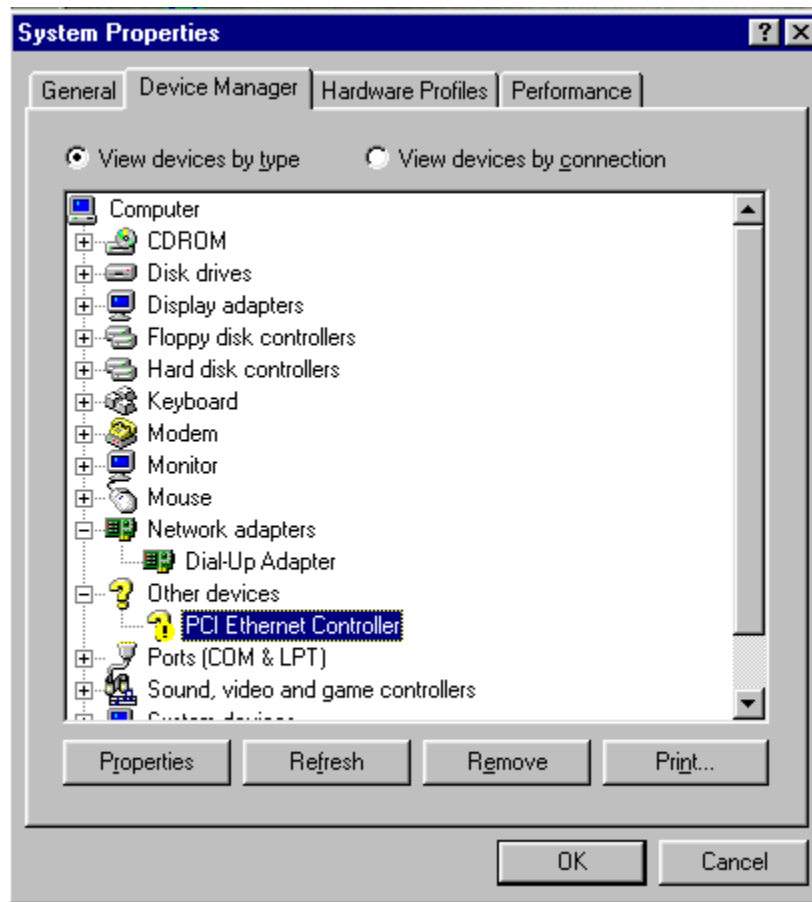 System Properties
General Device Manager Hardware Profiles Performance
View devices by type View devices by connection
Computer
CDROM
Disk drives
Display adapters
Floppy disk controllers
Hard disk controllers
Keyboard
Modem
Monitor
Mouse
Network adapters
Dial-Up Adapter
Other devices
PCI Ethernet Controller
Ports (COM & LPT)
Sound, video and game controllers
System devices
Properties Refresh Remove Print...
OK Cancel